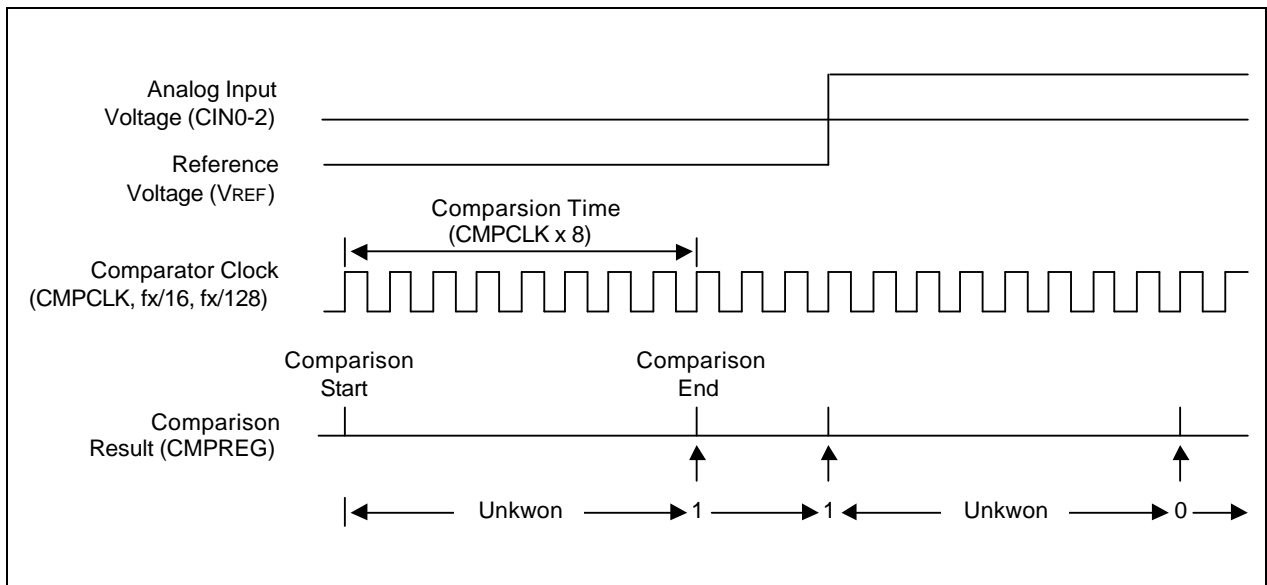 Analog Input
Voltage (CIN0-2)
Reference
Voltage (VREF)
Comparsion Time
(CMPCLK x 8)
Comparator Clock
(CMPCLK, fx/16, fx/128)
Comparison
Start
Comparison
End
Comparison
Result (CMPREG)
Unkwon 1 1 Unkwon 0